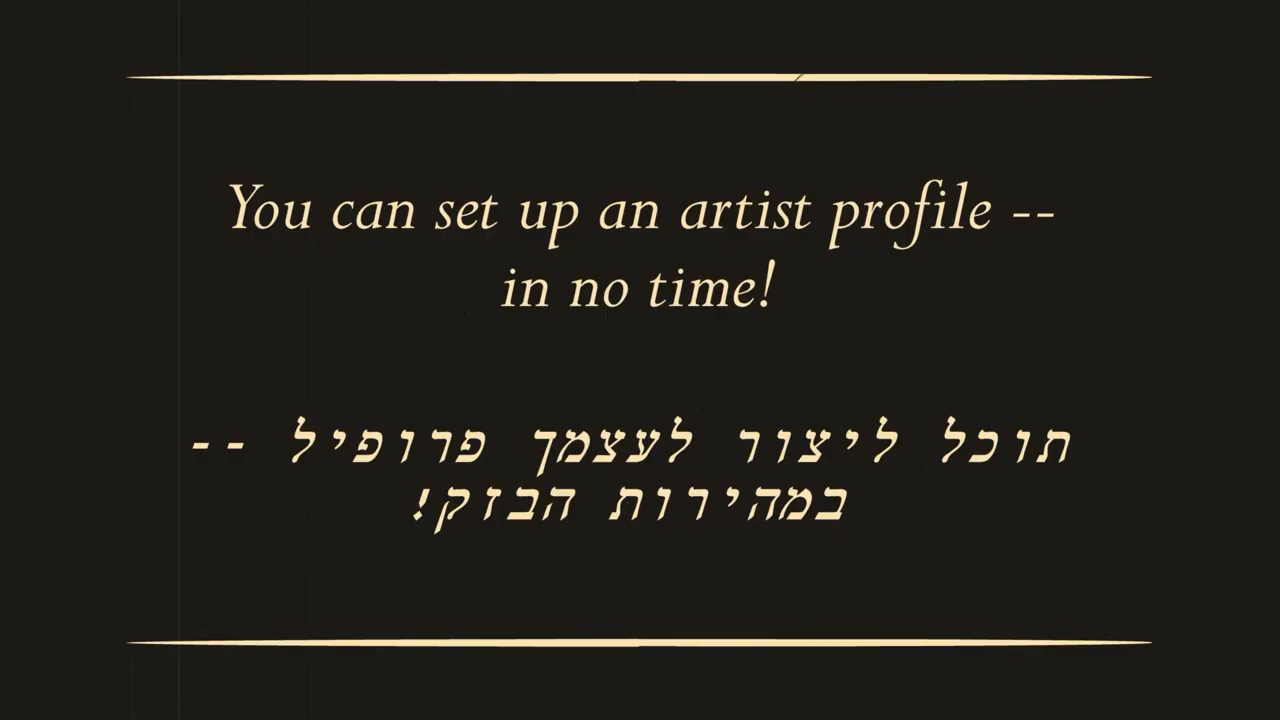 You can set up an artist profile --
in no time!
תוכל ליצור לעצמך פרופיל --
במהירות הבזק!